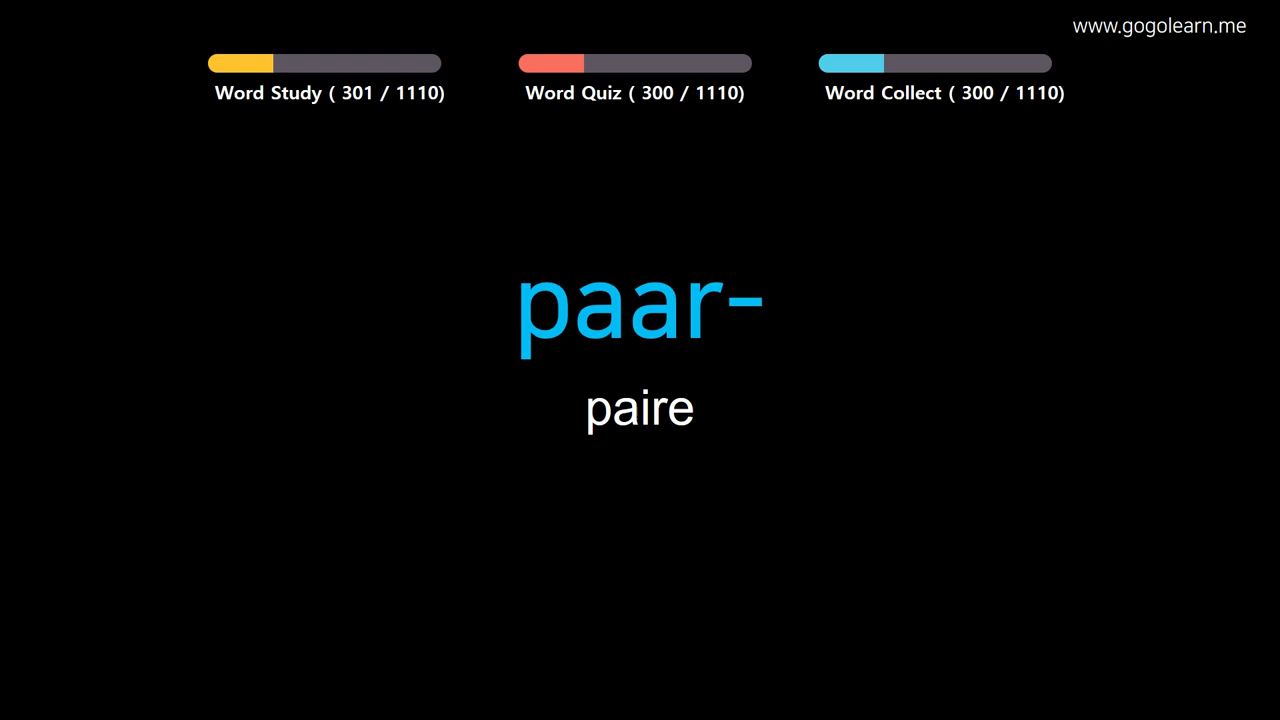 www.gogolearn.me
Word Study ( 301 / 1110)
Word Quiz ( 300 / 1110)
Word Collect ( 300 / 1110)
paar-
paire